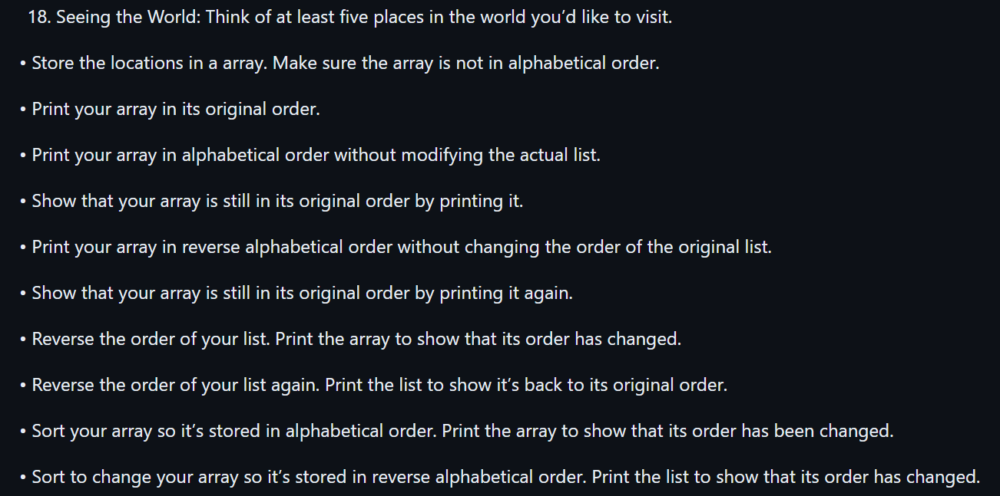 18. Seeing the World: Think of at least five places in the world you’d like to visit.
• Store the locations in a array. Make sure the array is not in alphabetical order.
• Print your array in its original order.
• Print your array in alphabetical order without modifying the actual list.
• Show that your array is still in its original order by printing it.
• Print your array in reverse alphabetical order without changing the order of the original list.
• Show that your array is still in its original order by printing it again.
• Reverse the order of your list. Print the array to show that its order has changed.
• Reverse the order of your list again. Print the list to show it’s back to its original order.
• Sort your array so it’s stored in alphabetical order. Print the array to show that its order has been changed.
• Sort to change your array so it’s stored in reverse alphabetical order. Print the list to show that its order has changed.